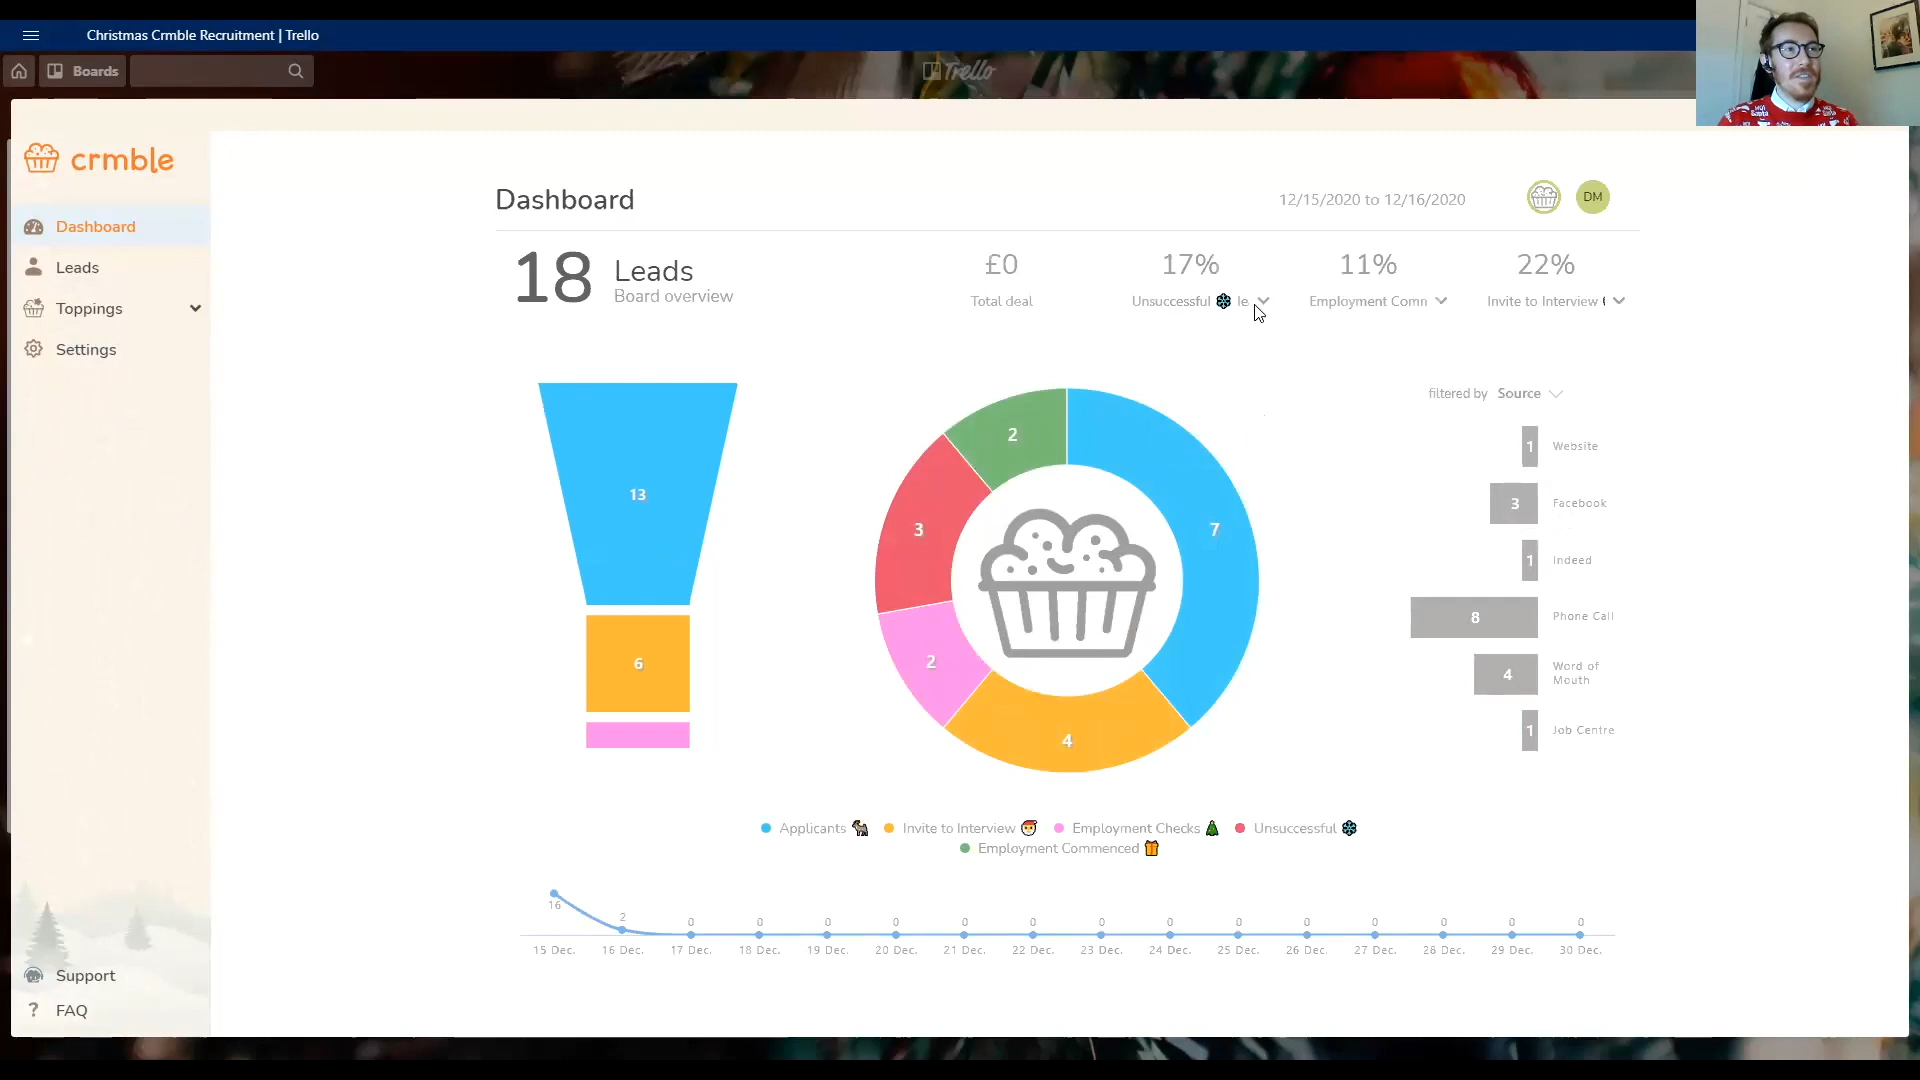 Christmas Crmble Recruitment | Trello
Boards
Trello
crmble
Dashboard
Leads
Toppings
Settings
Support
? FAQ
Dashboard
12/15/2020 to 12/16/2020
DM
18
Leads
Board overview
£0
Total deal
17%
Unsuccessful le
11%
Employment Comn
22%
Invite to Interview
13
6
2
7
3
2
4
filtered by Source
1 Website
3 Facebook
1 Indeed
8 Phone Call
4 Word of
Mouth
1 Job Centre
Applicants Invite to Interview Employment Checks Unsuccessful
Employment Commenced
16 2 0 0 0 0 0 0 0 0 0 0 0 0 0 0
15 Dec. 16 Dec. 17 Dec. 18 Dec. 19 Dec. 20 Dec. 21 Dec. 22 Dec. 23 Dec. 24 Dec. 25 Dec. 26 Dec. 27 Dec. 28 Dec. 29 Dec. 30 Dec.